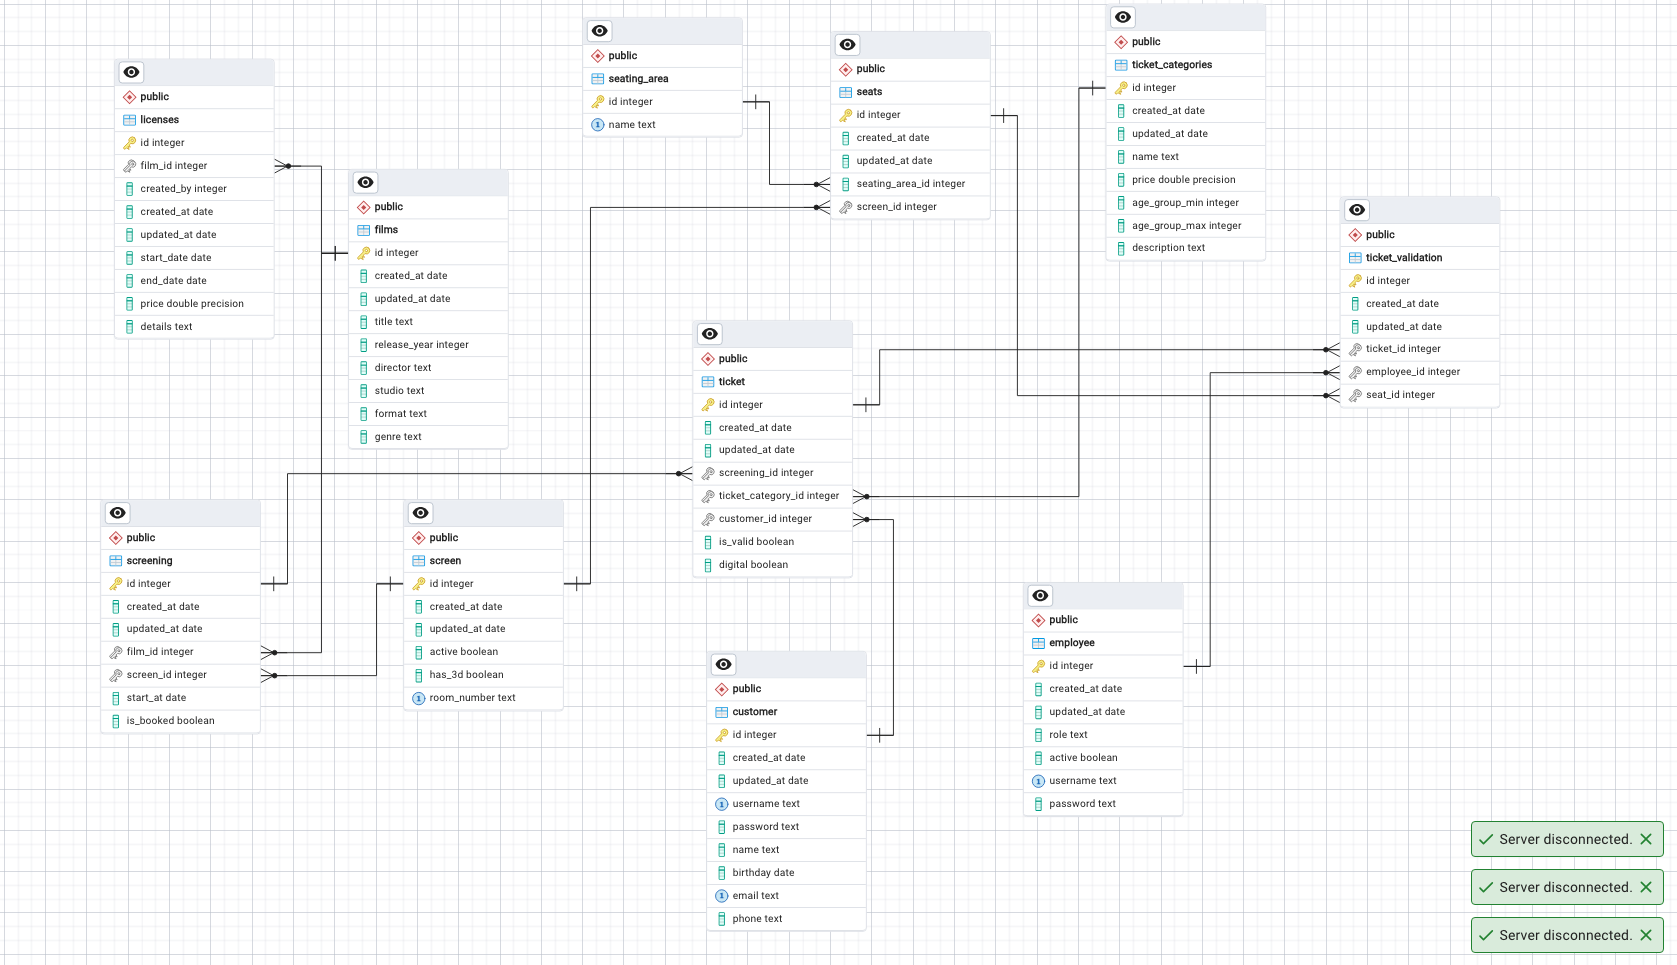 public
licenses
id integer
film_id integer
created_by integer
created_at date
updated_at date
start_date date
end_date date
price double precision
details text
public
films
id integer
created_at date
updated_at date
title text
release_year integer
director text
studio text
format text
genre text
public
seating_area
id integer
name text
public
seats
id integer
created_at date
updated_at date
seating_area_id integer
screen_id integer
public
ticket_categories
id integer
created_at date
updated_at date
name text
price double precision
age_group_min integer
age_group_max integer
description text
public
ticket_validation
id integer
created_at date
updated_at date
ticket_id integer
employee_id integer
seat_id integer
public
ticket
id integer
created_at date
updated_at date
screening_id integer
ticket_category_id integer
customer_id integer
is_valid boolean
digital boolean
public
screening
id integer
created_at date
updated_at date
film_id integer
screen_id integer
start_at date
is_booked boolean
public
screen
id integer
created_at date
updated_at date
active boolean
has_3d boolean
1 room_number text
public
customer
id integer
created_at date
updated_at date
username text
password text
name text
birthday date
email text
phone text
public
employee
id integer
created_at date
updated_at date
role text
active boolean
username text
password text
Server disconnected.
Server disconnected.
Server disconnected.